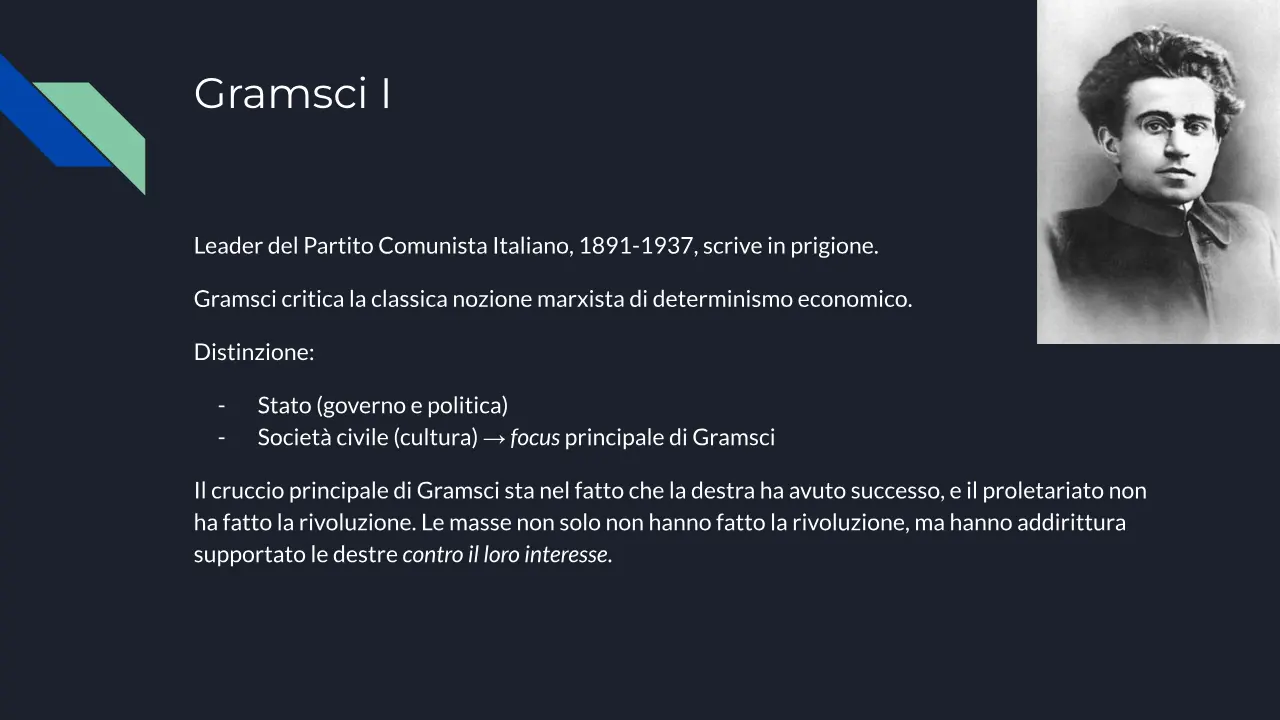 Gramsci I
Leader del Partito Comunista Italiano, 1891-1937, scrive in prigione.
Gramsci critica la classica nozione marxista di determinismo economico.
Distinzione:
- Stato (governo e politica)
- Società civile (cultura) → focus principale di Gramsci
Il cruccio principale di Gramsci sta nel fatto che la destra ha avuto successo, e il proletariato non
ha fatto la rivoluzione. Le masse non solo non hanno fatto la rivoluzione, ma hanno addirittura
supportato le destre contro il loro interesse.